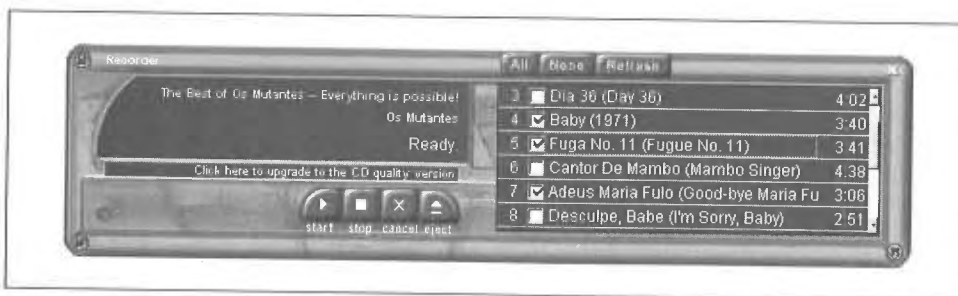 Recorder
All None Refresh
The Best of Os Mutantes – Everything is possible!
Os Mutantes
Ready.
Click here to upgrade to the CD quality version
start stop cancel eject
3 Dia 36 (Day 36) 4:02
4 Baby (1971) 3:40
5 Fuga No. 11 (Fugue No. 11) 3:41
6 Cantor De Mambo (Mambo Singer) 4:38
7 Adeus Maria Fulo (Good-bye Maria Fu 3:06
8 Desculpe, Babe (I'm Sorry, Baby) 2:51